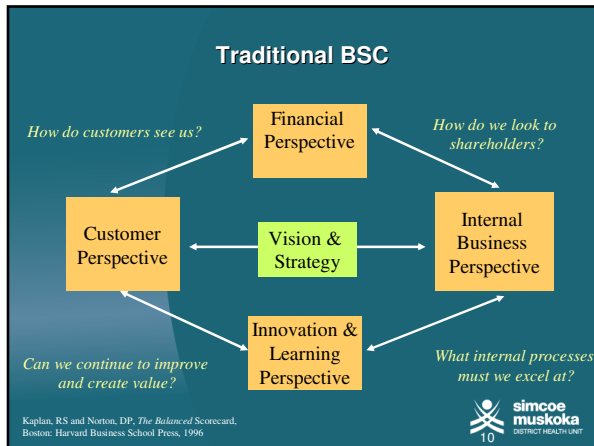 Traditional BSC
How do customers see us?
Financial
Perspective
How do we look to
shareholders?
Customer
Perspective
Vision &
Strategy
Internal
Business
Perspective
Innovation &
Learning
Perspective
Can we continue to improve
and create value?
What internal processes
must we excel at?
Kaplan, RS and Norton, DP, The Balanced Scorecard,
Boston: Harvard Business School Press, 1996
simcoe
muskoka
DISTRICT HEALTH UNIT
10